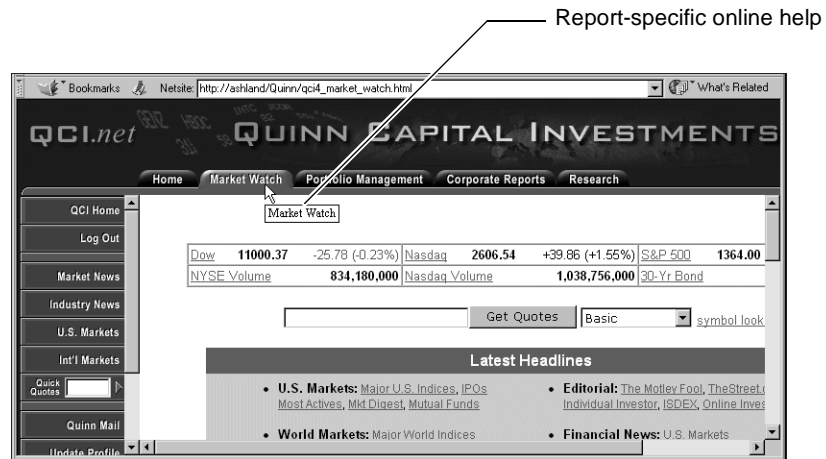 Report-specific online help
Bookmarks Netsite: http://ashland/Quinn/qci4_market_watch.html What's Related
QCI.net QUINN CAPITAL INVESTMENTS
Home Market Watch Portfolio Management Corporate Reports Research
Market Watch
QCI Home
Log Out
Market News
Industry News
U.S. Markets
Int'l Markets
Quick
Quotes
Quinn Mail
Update Profile
Dow 11000.37 -25.78 (-0.23%) Nasdaq 2606.54 +39.86 (+1.55%) S&P 500 1364.00
NYSE Volume 834,180,000 Nasdaq Volume 1,038,756,000 30-Yr Bond
Get Quotes Basic symbol look
Latest Headlines
• U.S. Markets: Major U.S. Indices, IPOs
Most Actives, Mkt Digest, Mutual Funds
• World Markets: Major World Indices
• Editorial: The Motley Fool, TheStreet.
Individual Investor, ISDEX, Online Inves
• Financial News: U.S. Markets